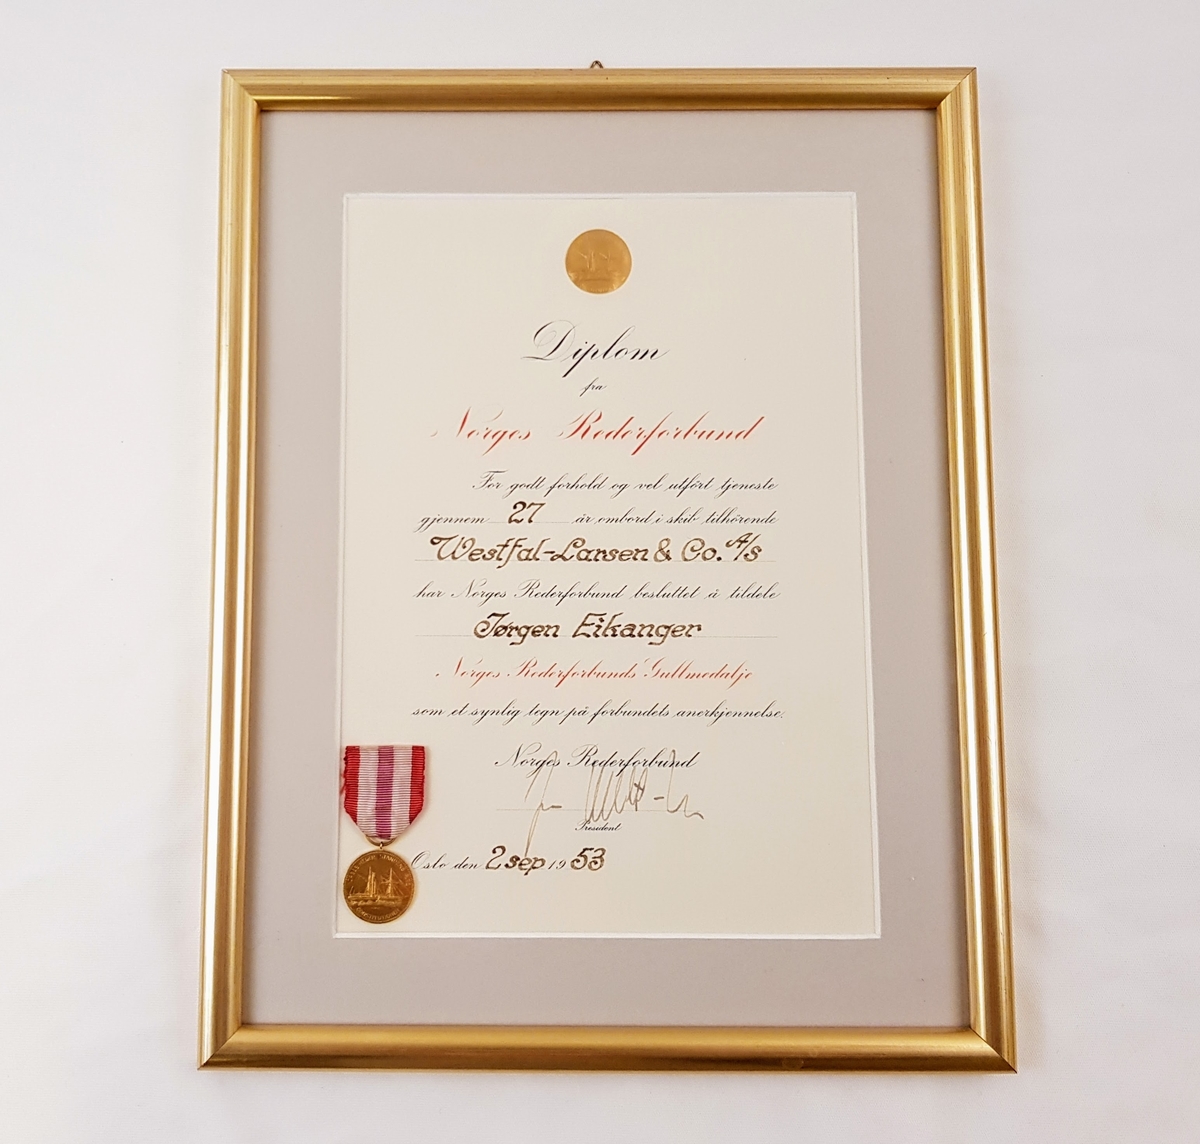 Diplom
fra
Norges Rederforbund
For godt forhold og vel utført tjeneste
gjennem 27 år ombord i skib tilhörende
Westfal-Larsen & Co. A/s
har Norges Rederforbund besluttet å tildele
Jørgen Eikanger
Norges Rederforbunds Gullmedalje
som et synlig tegn på forbundets anerkjennelse.
Norges Rederforbund
President
Oslo den 2 sep 1953